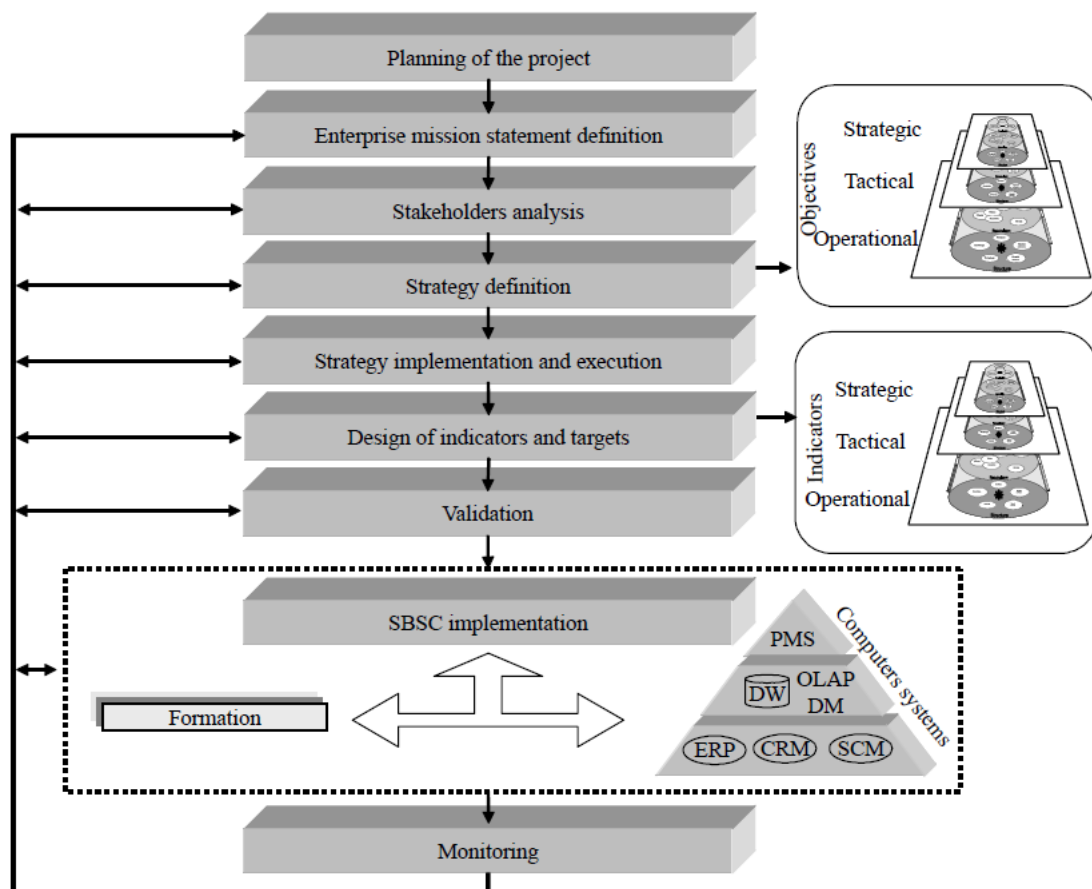 Planning of the project
Enterprise mission statement definition
Stakeholders analysis
Strategy definition
Strategy implementation and execution
Design of indicators and targets
Validation
Objectives
Strategic
Tactical
Operational
Indicators
Strategic
Tactical
Operational
SBSC implementation
Formation
Computers systems
PMS
DW
OLAP
DM
ERP
CRM
SCM
Monitoring